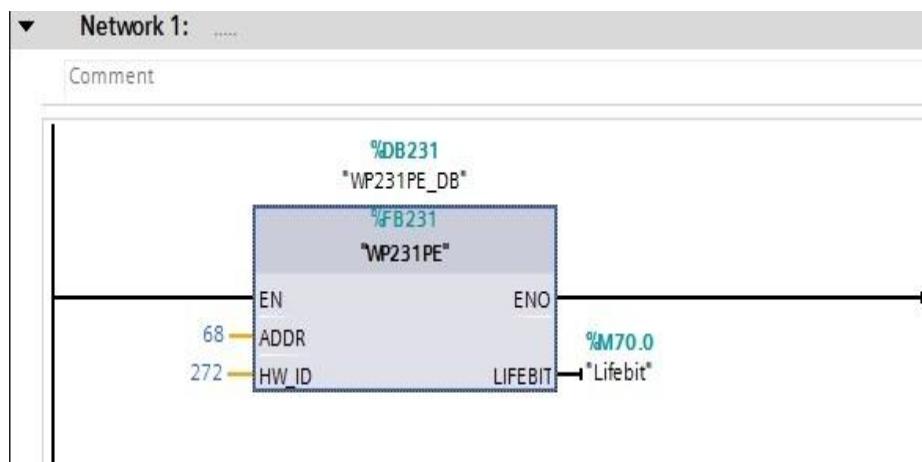 Network 1: .....
Comment
%DB231
"WP231PE_DB"
%FB231
"WP231PE"
EN ENO
68 ADDR
%M70.0
272 HW_ID LIFEBIT "Lifebit"